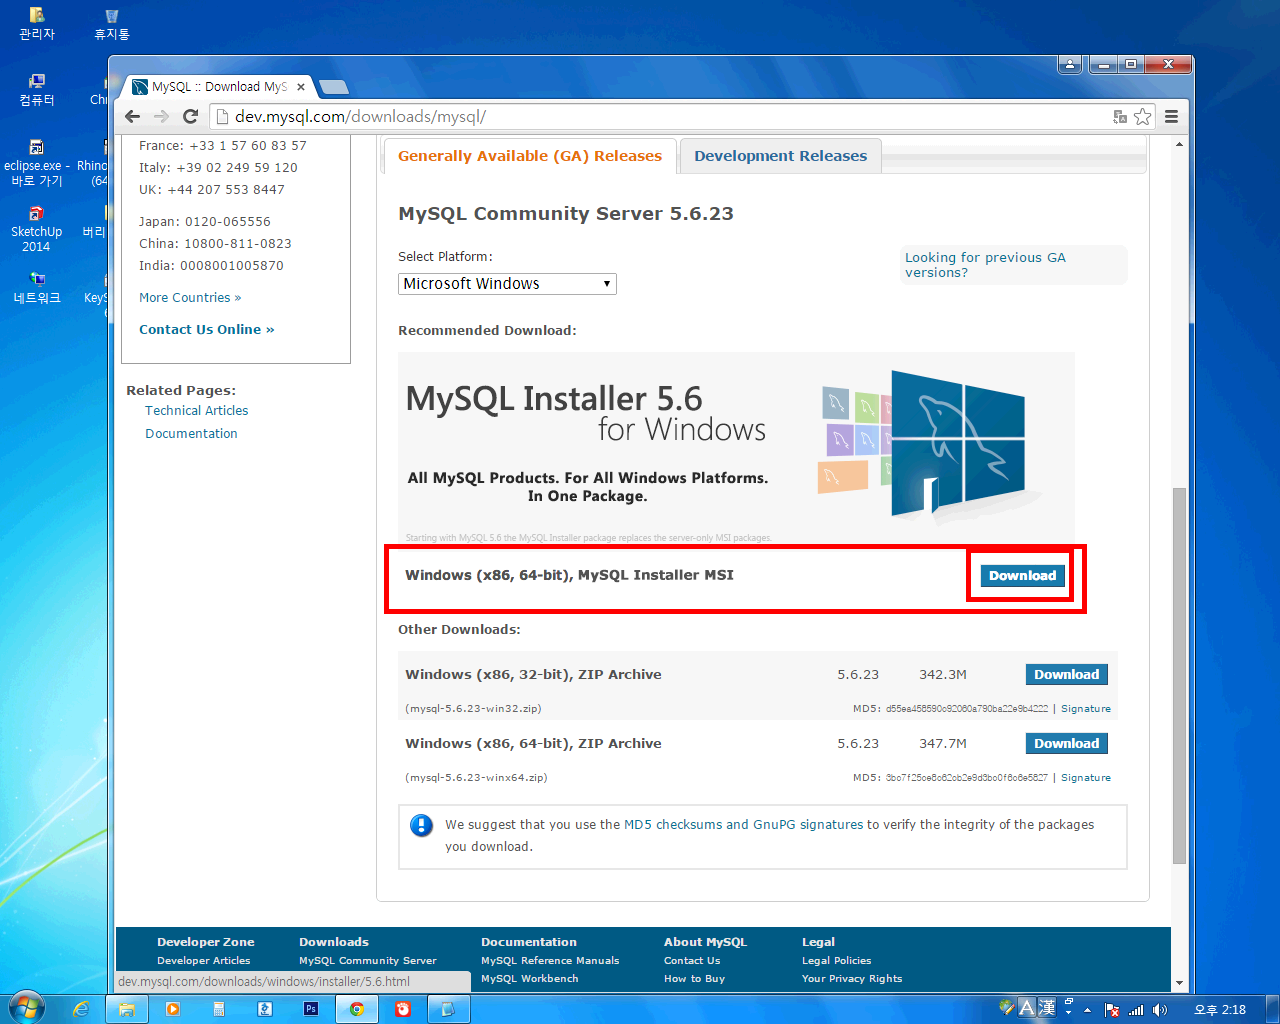 관리자
휴지통
컴퓨터
Chr
eclipse.exe -
바로 가기
Rhino
(64
SketchUp
2014
버리
네트워크
KeyS
6
MySQL :: Download MyS
dev.mysql.com/downloads/mysql/
France: +33 1 57 60 83 57
Italy: +39 02 249 59 120
UK: +44 207 553 8447
Japan: 0120-065556
China: 10800-811-0823
India: 0008001005870
More Countries »
Contact Us Online »
Related Pages:
Technical Articles
Documentation
Generally Available (GA) Releases
Development Releases
MySQL Community Server 5.6.23
Select Platform:
Microsoft Windows
Looking for previous GA
versions?
Recommended Download:
MySQL Installer 5.6
for Windows
All MySQL Products. For All Windows Platforms.
In One Package.
Starting with MySQL 5.6 the MySQL Installer package replaces the server-only MSI packages.
Windows (x86, 64-bit), MySQL Installer MSI
Download
Other Downloads:
Windows (x86, 32-bit), ZIP Archive 5.6.23 342.3M Download
(mysql-5.6.23-win32.zip) MD5: | Signature
Windows (x86, 64-bit), ZIP Archive 5.6.23 347.7M Download
(mysql-5.6.23-winx64.zip) MD5: | Signature
We suggest that you use the MD5 checksums and GnuPG signatures to verify the integrity of the packages
you download.
Developer Zone Downloads Documentation About MySQL Legal
Developer Articles MySQL Community Server MySQL Reference Manuals Contact Us Legal Policies
MySQL Workbench How to Buy Your Privacy Rights
dev.mysql.com/downloads/windows/installer/5.6.html
Ps
A 漢
오후 2:18